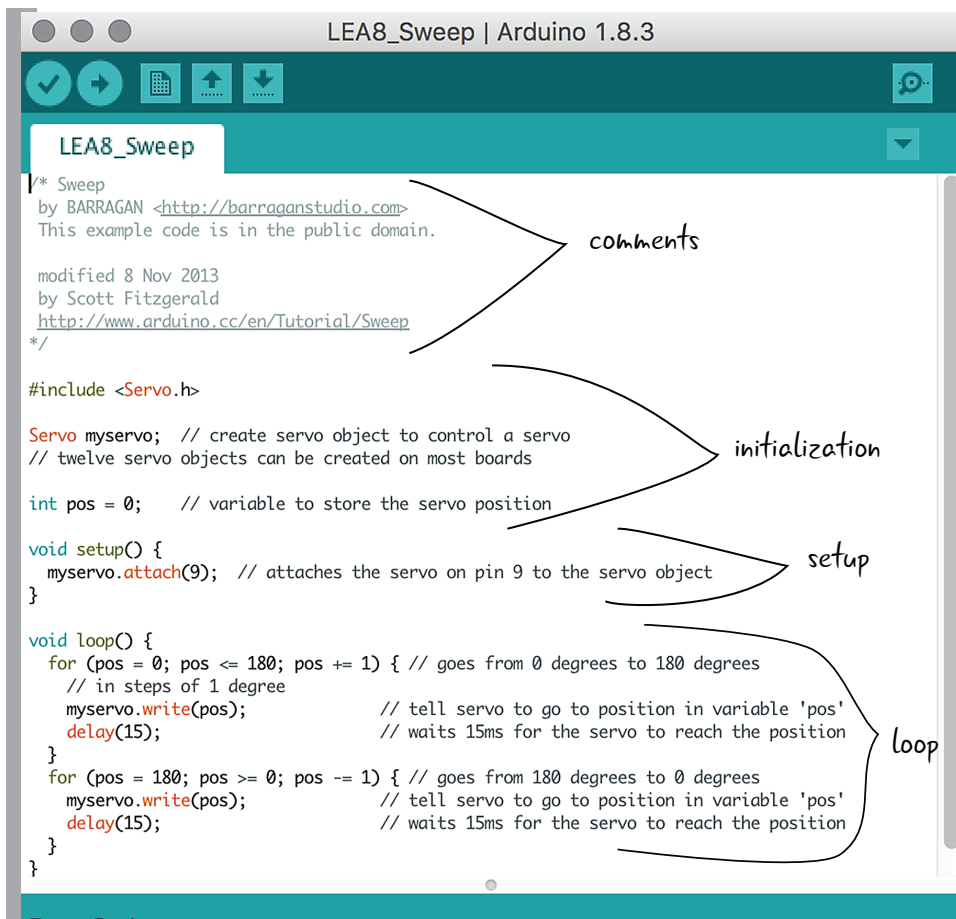 LEA8_Sweep | Arduino 1.8.3
LEA8_Sweep
/* Sweep
by BARRAGAN <http://barraganstudio.com>
This example code is in the public domain.
modified 8 Nov 2013
by Scott Fitzgerald
http://www.arduino.cc/en/Tutorial/Sweep
*/
comments
#include <Servo.h>
Servo myservo;  // create servo object to control a servo
// twelve servo objects can be created on most boards
int pos = 0;    // variable to store the servo position
initialization
void setup() {
  myservo.attach(9);  // attaches the servo on pin 9 to the servo object
}
setup
void loop() {
  for (pos = 0; pos <= 180; pos += 1) { // goes from 0 degrees to 180 degrees
    // in steps of 1 degree
    myservo.write(pos);              // tell servo to go to position in variable 'pos'
    delay(15);                       // waits 15ms for the servo to reach the position
  }
  for (pos = 180; pos >= 0; pos -= 1) { // goes from 180 degrees to 0 degrees
    myservo.write(pos);              // tell servo to go to position in variable 'pos'
    delay(15);                       // waits 15ms for the servo to reach the position
  }
}
loop